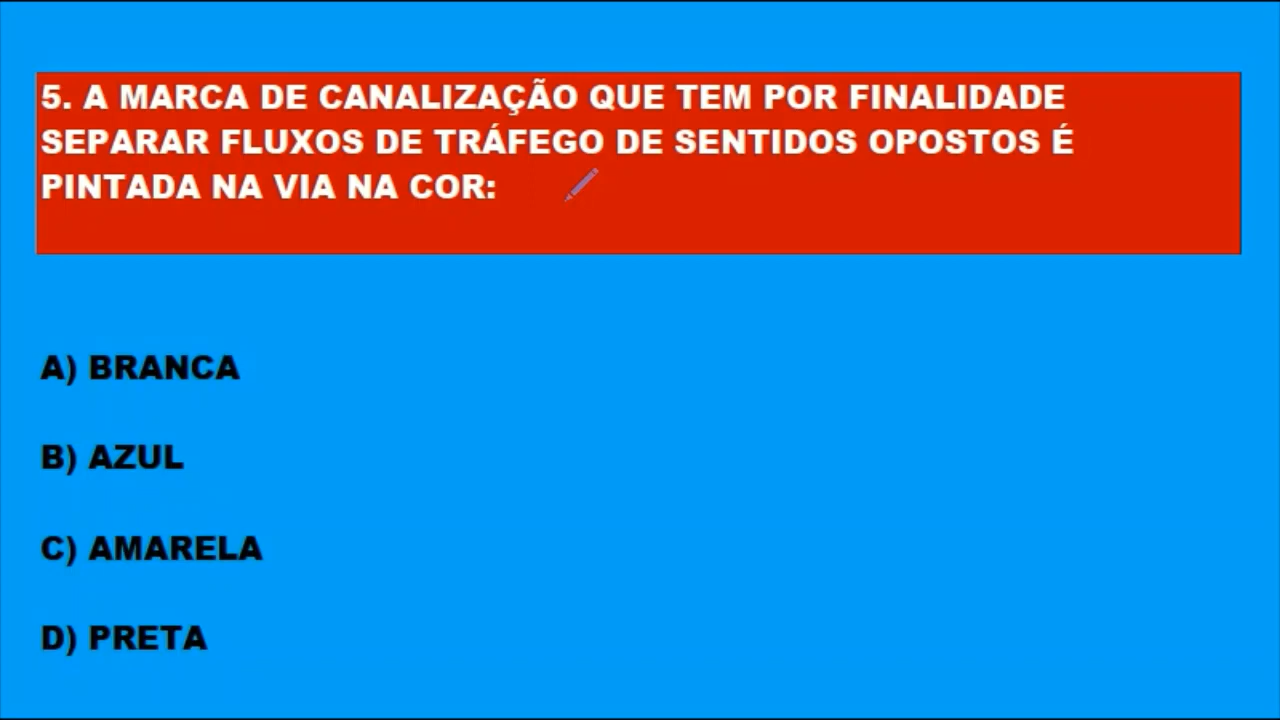 5. A MARCA DE CANALIZAÇÃO QUE TEM POR FINALIDADE
SEPARAR FLUXOS DE TRÁFEGO DE SENTIDOS OPOSTOS É
PINTADA NA VIA NA COR:
A) BRANCA
B) AZUL
C) AMARELA
D) PRETA